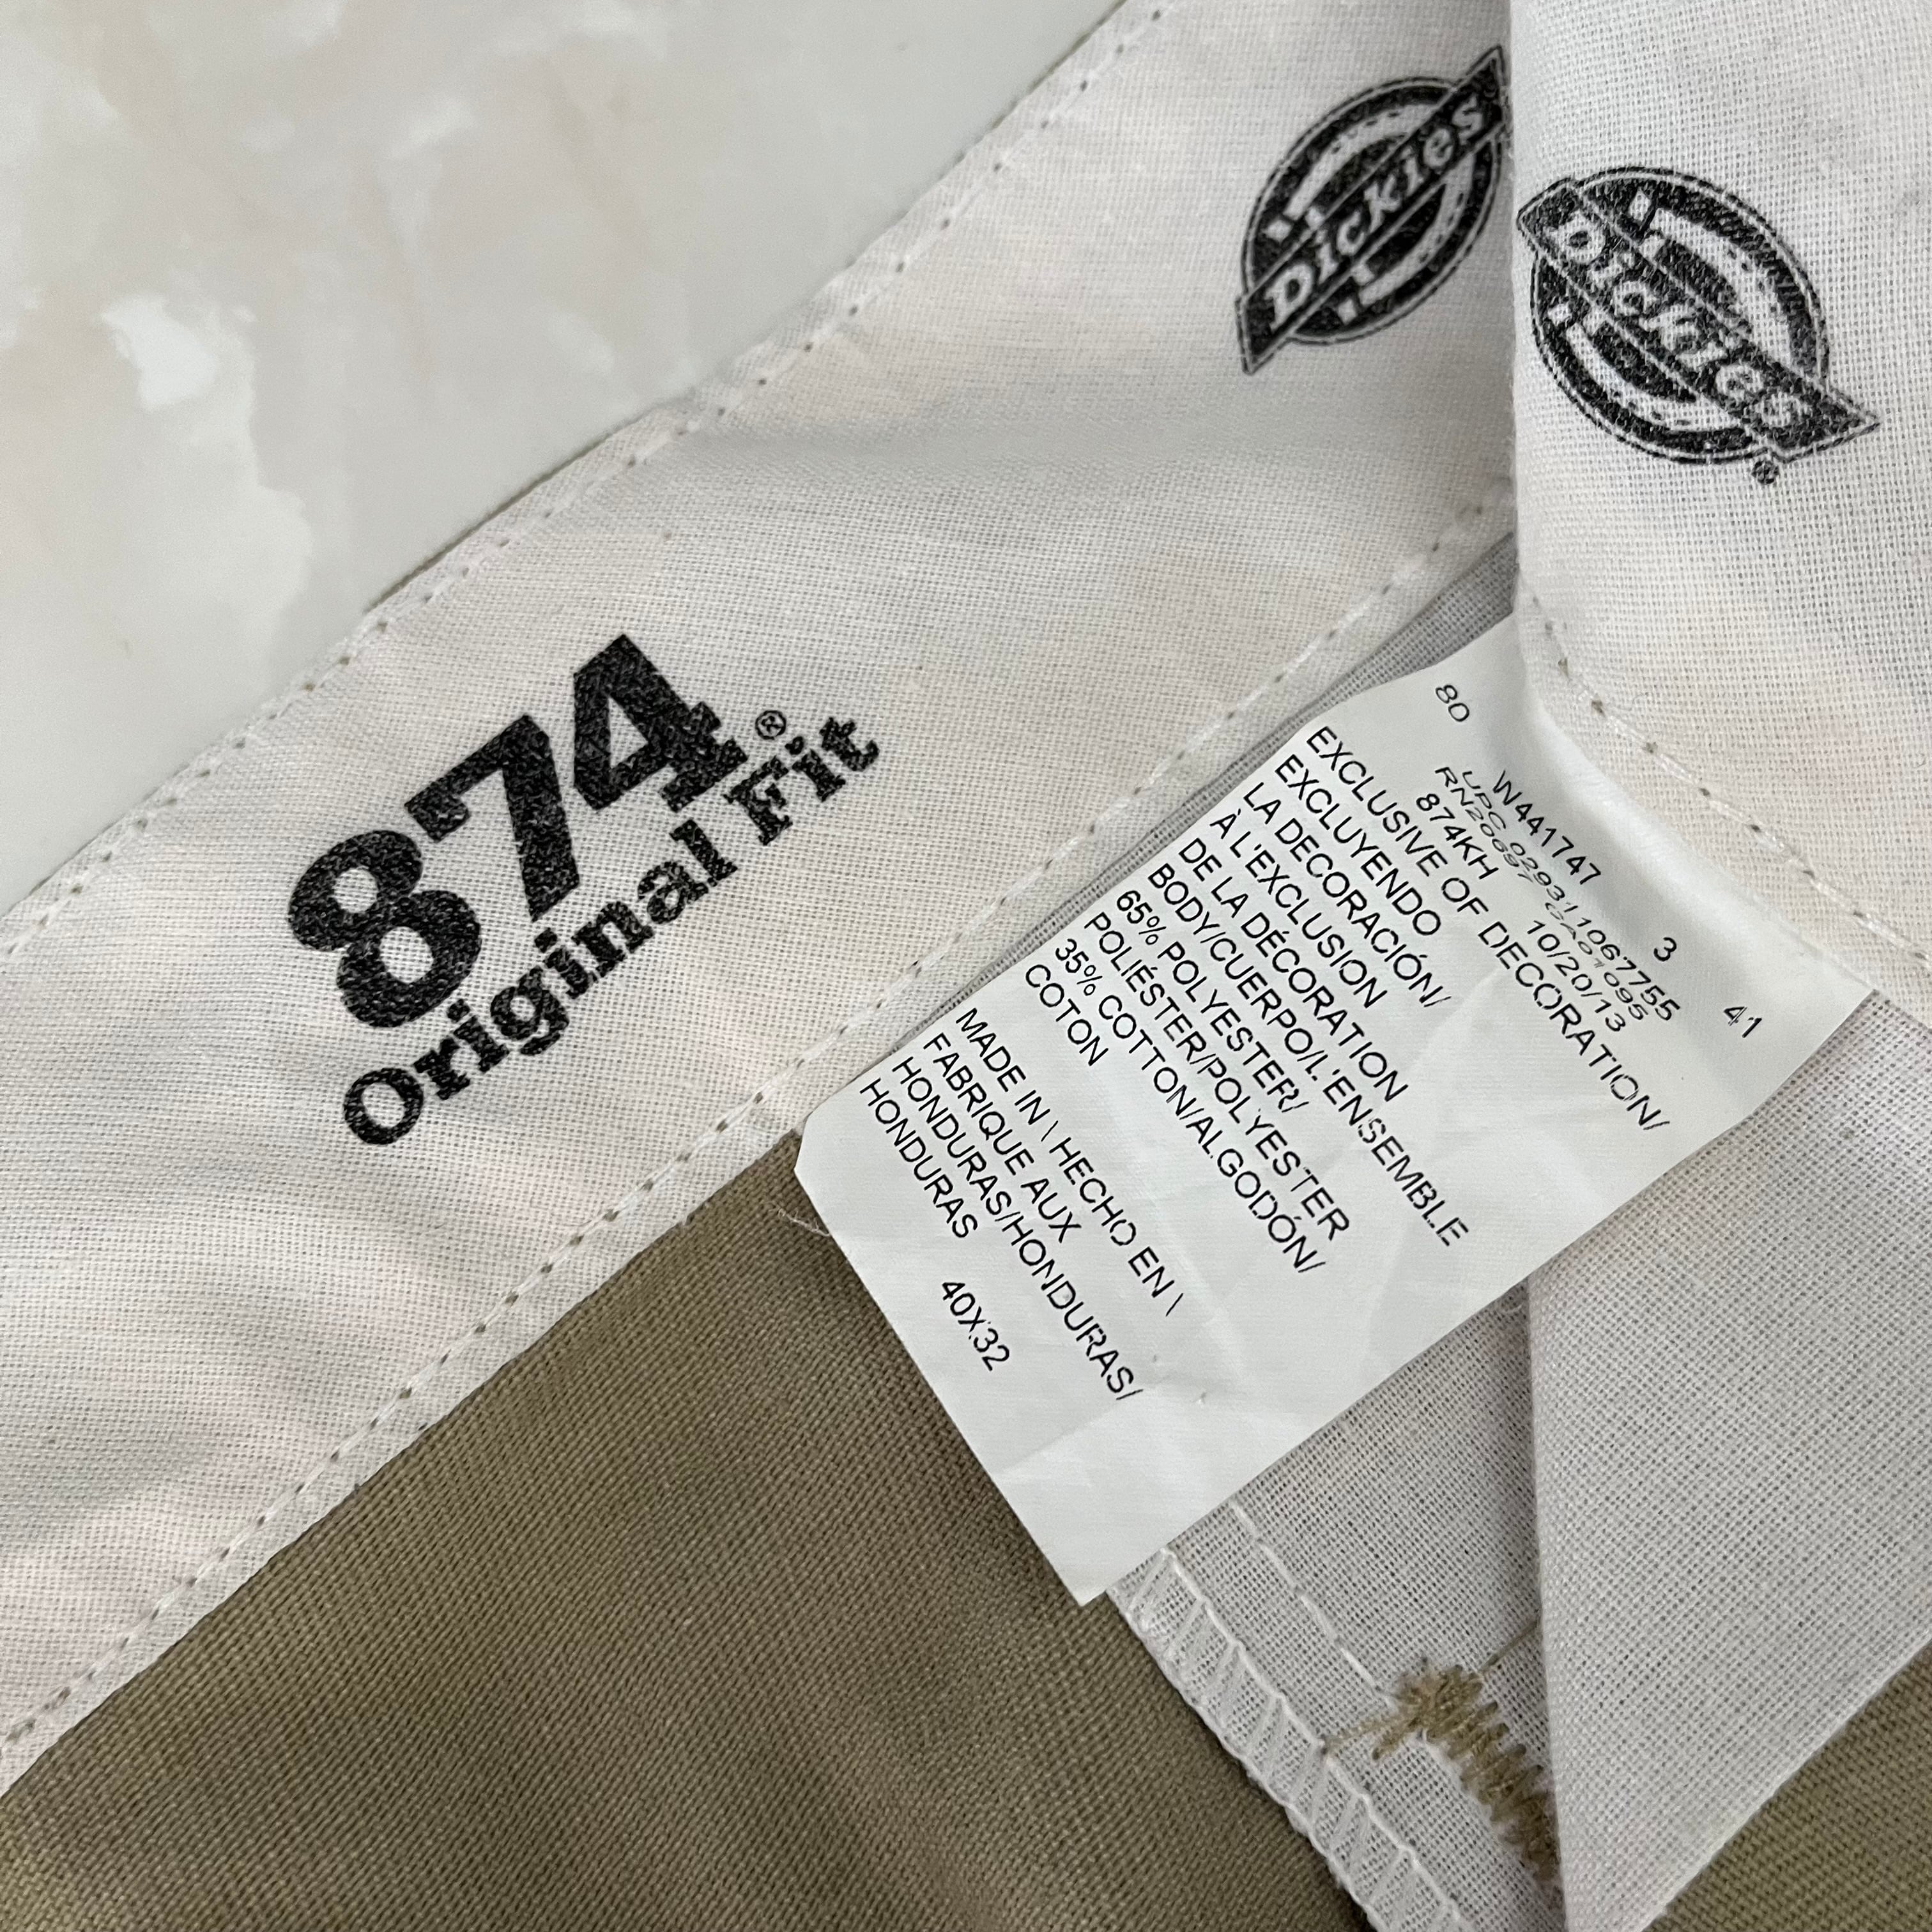 Dickies
Dickies
®
874®
Original Fit
80
W441747 3 41
UPC 029311067755
RN20697 CA01095
874KH 10/20/13
EXCLUSIVE OF DECORATION/
EXCLUYENDO
LA DECORACIÓN/
À L'EXCLUSION
DE LA DÉCORATION
BODY/CUERPO/L'ENSEMBLE
65% POLYESTER/
POLIÉSTER/POLYESTER
35% COTTON/ALGODÓN/
COTON
MADE IN \ HECHO EN \
FABRIQUE AUX
HONDURAS/HONDURAS/
HONDURAS
40X32